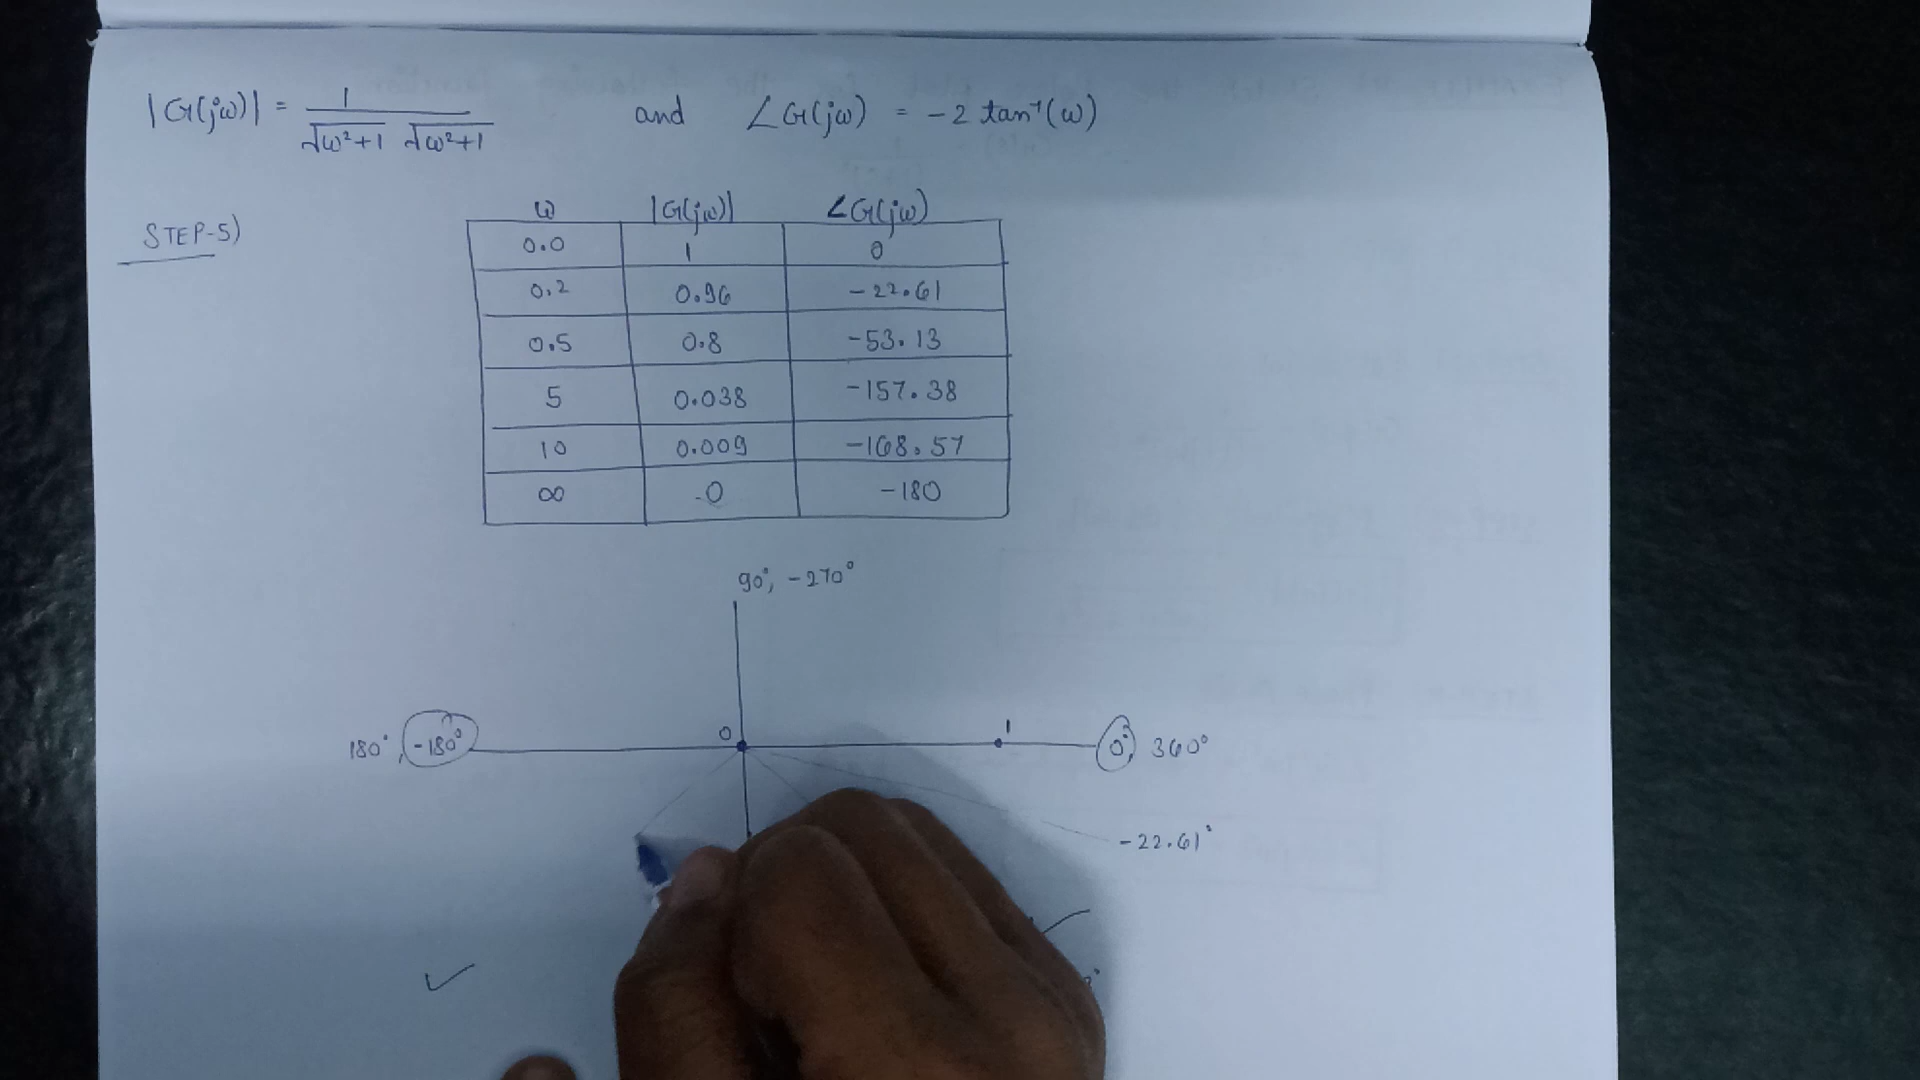 |G(jω)| = 1 / √ω²+1 √ω²+1 and ∠G(jω) = -2 tan⁻¹(ω)
STEP-5)
ω |G(jω)| ∠G(jω)
0.0 1 0
0.2 0.96 -22.61
0.5 0.8 -53.13
5 0.038 -157.38
10 0.009 -168.57
∞ 0 -180
90°, -270°
180°, -180° 0 1 0°, 360°
-22.61°